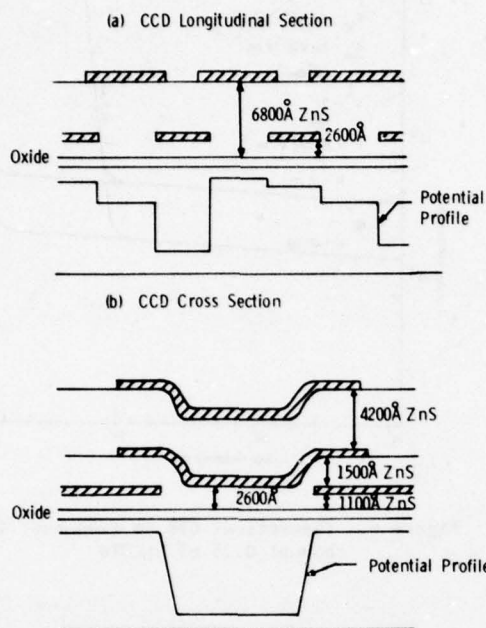 (a) CCD Longitudinal Section
6800Å ZnS
2600Å
Oxide
Potential
Profile
(b) CCD Cross Section
4200Å ZnS
1500Å ZnS
2600Å
1100Å ZnS
Oxide
Potential Profile